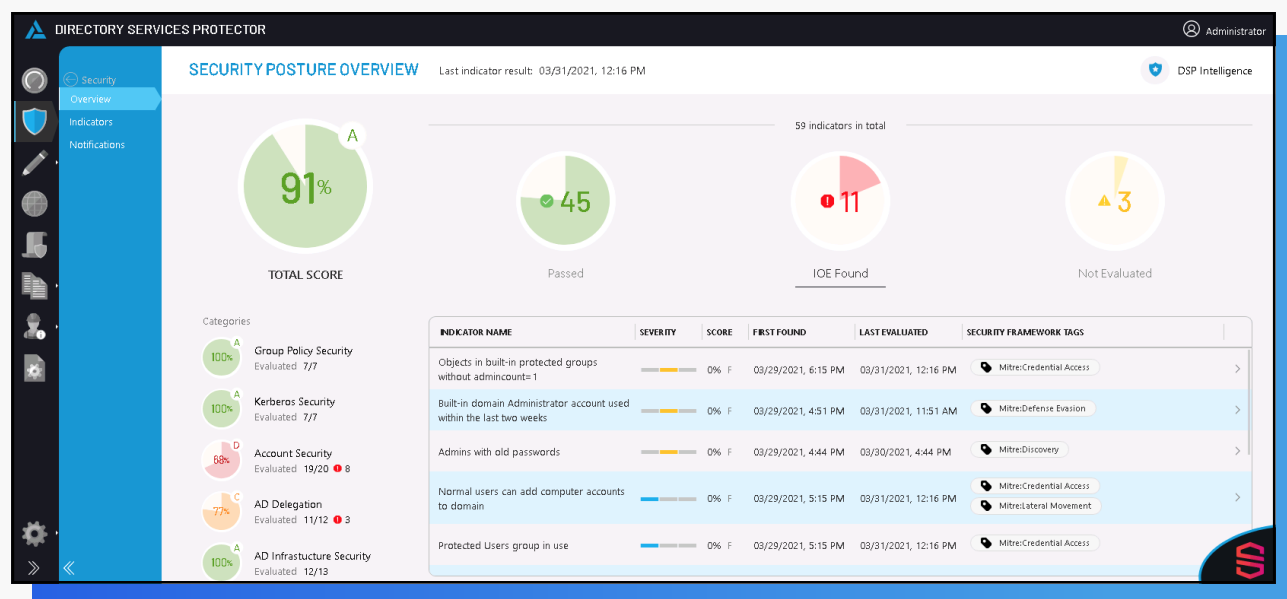 DIRECTORY SERVICES PROTECTOR
Administrator
Security
Overview
Indicators
Notifications
SECURITY POSTURE OVERVIEW
Last indicator result: 03/31/2021, 12:16 PM
DSP Intelligence
59 indicators in total
A
91%
TOTAL SCORE
45
Passed
11
IOE Found
3
Not Evaluated
Categories
A
100%
Group Policy Security
Evaluated 7/7
A
100%
Kerberos Security
Evaluated 7/7
D
68%
Account Security
Evaluated 19/20 8
C
77%
AD Delegation
Evaluated 11/12 3
A
100%
AD Infrastucture Security
Evaluated 12/13
INDICATOR NAME SEVERITY SCORE FIRST FOUND LAST EVALUATED SECURITY FRAMEWORK TAGS
Objects in built-in protected groups
without admincount=1
0% F 03/29/2021, 6:15 PM 03/31/2021, 12:16 PM Mitre:Credential Access
Built-in domain Administrator account used
within the last two weeks
0% F 03/29/2021, 4:51 PM 03/31/2021, 11:51 AM Mitre:Defense Evasion
Admins with old passwords 0% F 03/29/2021, 4:44 PM 03/30/2021, 4:44 PM Mitre:Discovery
Normal users can add computer accounts
to domain
0% F 03/29/2021, 5:15 PM 03/31/2021, 12:16 PM Mitre:Credential Access
Mitre:Lateral Movement
Protected Users group in use 0% F 03/29/2021, 5:15 PM 03/31/2021, 12:16 PM Mitre:Credential Access